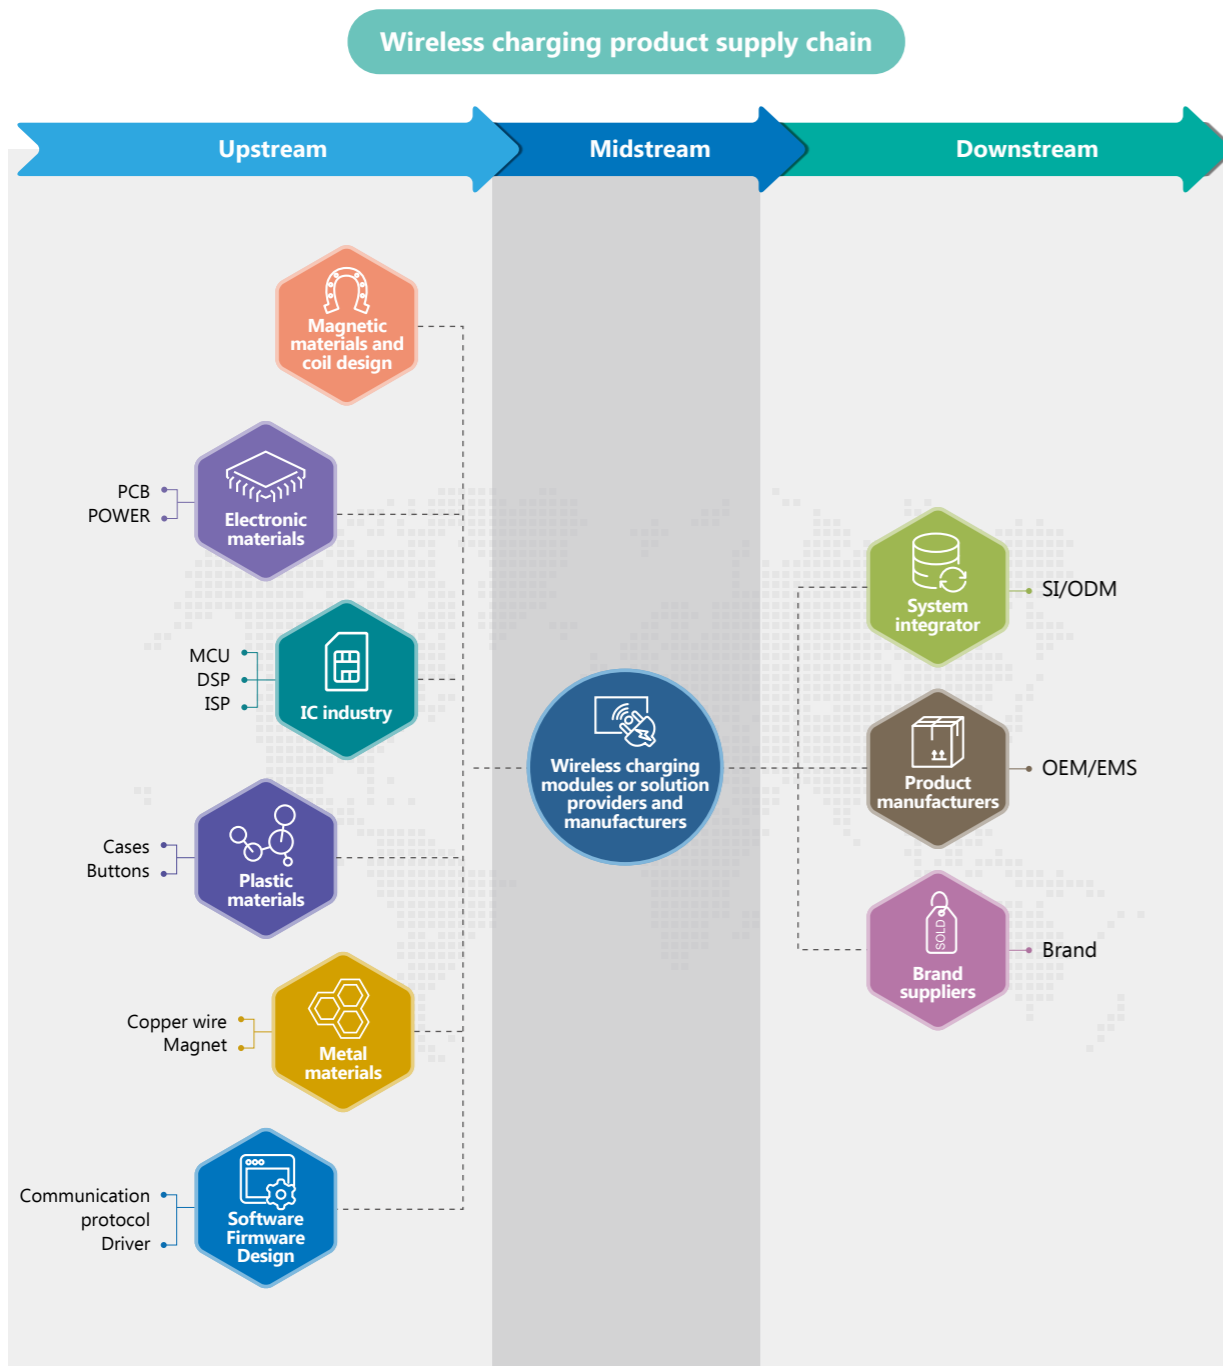 Wireless charging product supply chain
Upstream
Midstream
Downstream
Magnetic
materials and
coil design
PCB
POWER
Electronic
materials
MCU
DSP
ISP
IC industry
Cases
Buttons
Plastic
materials
Copper wire
Magnet
Metal
materials
Communication
protocol
Driver
Software
Firmware
Design
Wireless charging
modules or solution
providers and
manufacturers
System
integrator
SI/ODM
Product
manufacturers
OEM/EMS
SOLD
Brand
suppliers
Brand